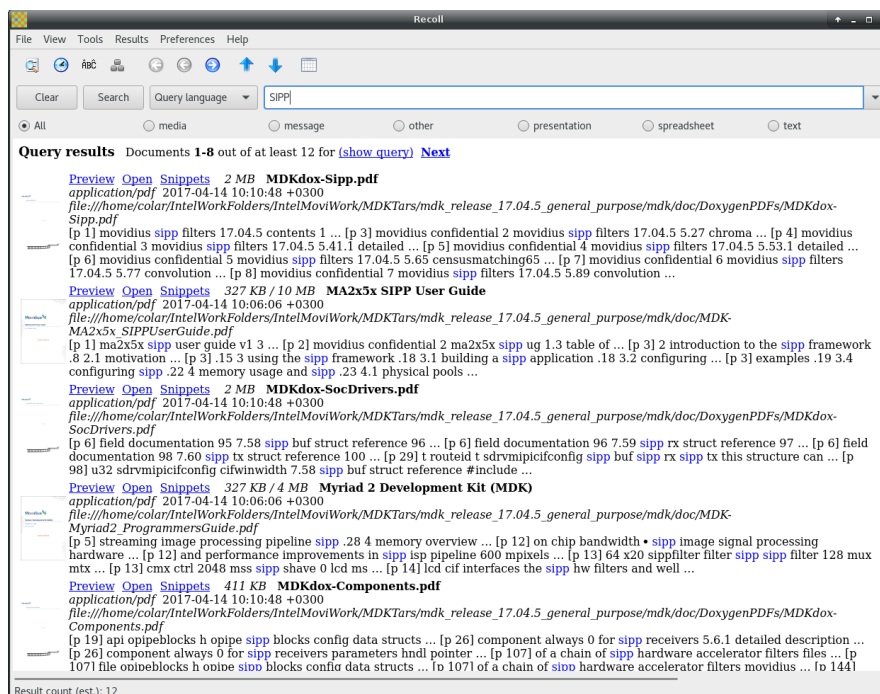 Recoll
File View Tools Results Preferences Help
ÄBĆ
Clear Search Query language SIPP
All media message other presentation spreadsheet text
Query results Documents 1-8 out of at least 12 for (show query) Next
Preview Open Snippets 2 MB MDKdox-Sipp.pdf
application/pdf 2017-04-14 10:10:48 +0300
file:///home/colar/IntelWorkFolders/IntelMoviWork/MDKTars/mdk_release_17.04.5_general_purpose/mdk/doc/DoxygenPDFs/MDKdox-
Sipp.pdf
[p 1] movidius sipp filters 17.04.5 contents 1 ... [p 3] movidius confidential 2 movidius sipp filters 17.04.5 5.27 chroma ... [p 4] movidius
confidential 3 movidius sipp filters 17.04.5 5.41.1 detailed ... [p 5] movidius confidential 4 movidius sipp filters 17.04.5 5.53.1 detailed ...
[p 6] movidius confidential 5 movidius sipp filters 17.04.5 5.65 censusmatching65 ... [p 7] movidius confidential 6 movidius sipp filters
17.04.5 5.77 convolution ... [p 8] movidius confidential 7 movidius sipp filters 17.04.5 5.89 convolution ...
Preview Open Snippets 327 KB / 10 MB MA2x5x SIPP User Guide
application/pdf 2017-04-14 10:06:06 +0300
file:///home/colar/IntelWorkFolders/IntelMoviWork/MDKTars/mdk_release_17.04.5_general_purpose/mdk/doc/MDK-
MA2x5x_SIPPUserGuide.pdf
[p 1] ma2x5x sipp user guide v1 3 ... [p 2] movidius confidential 2 ma2x5x sipp ug 1.3 table of ... [p 3] 2 introduction to the sipp framework
.8 2.1 motivation ... [p 3] .15 3 using the sipp framework .18 3.1 building a sipp application .18 3.2 configuring ... [p 3] examples .19 3.4
configuring sipp .22 4 memory usage and sipp .23 4.1 physical pools ...
Preview Open Snippets 2 MB MDKdox-SocDrivers.pdf
application/pdf 2017-04-14 10:10:48 +0300
file:///home/colar/IntelWorkFolders/IntelMoviWork/MDKTars/mdk_release_17.04.5_general_purpose/mdk/doc/DoxygenPDFs/MDKdox-
SocDrivers.pdf
[p 6] field documentation 95 7.58 sipp buf struct reference 96 ... [p 6] field documentation 96 7.59 sipp rx struct reference 97 ... [p 6] field
documentation 98 7.60 sipp tx struct reference 100 ... [p 29] t routeid t sdrvmipicifconfig sipp buf sipp rx sipp tx this structure can ... [p
98] u32 sdrvmipicifconfig cifwinwidth 7.58 sipp buf struct reference #include ...
Preview Open Snippets 327 KB / 4 MB Myriad 2 Development Kit (MDK)
application/pdf 2017-04-14 10:06:06 +0300
file:///home/colar/IntelWorkFolders/IntelMoviWork/MDKTars/mdk_release_17.04.5_general_purpose/mdk/doc/MDK-
Myriad2_ProgrammersGuide.pdf
[p 5] streaming image processing pipeline sipp .28 4 memory overview ... [p 12] on chip bandwidth • sipp image signal processing
hardware ... [p 12] and performance improvements in sipp isp pipeline 600 mpixels ... [p 13] 64 x20 sippfilter filter sipp sipp filter 128 mux
mtx ... [p 13] cmx ctrl 2048 mss sipp shave 0 lcd ms ... [p 14] lcd cif interfaces the sipp hw filters and well ...
Preview Open Snippets 411 KB MDKdox-Components.pdf
application/pdf 2017-04-14 10:10:48 +0300
file:///home/colar/IntelWorkFolders/IntelMoviWork/MDKTars/mdk_release_17.04.5_general_purpose/mdk/doc/DoxygenPDFs/MDKdox-
Components.pdf
[p 19] api opipeblocks h opipe sipp blocks config data structs ... [p 26] component always 0 for sipp receivers 5.6.1 detailed description ...
[p 26] component always 0 for sipp receivers parameters hndl pointer ... [p 107] of a chain of sipp hardware accelerator filters files ... [p
107] file opipeblocks h opipe sipp blocks config data structs ... [p 107] of a chain of sipp hardware accelerator filters movidius ... [p 144]
Result count (est.): 12